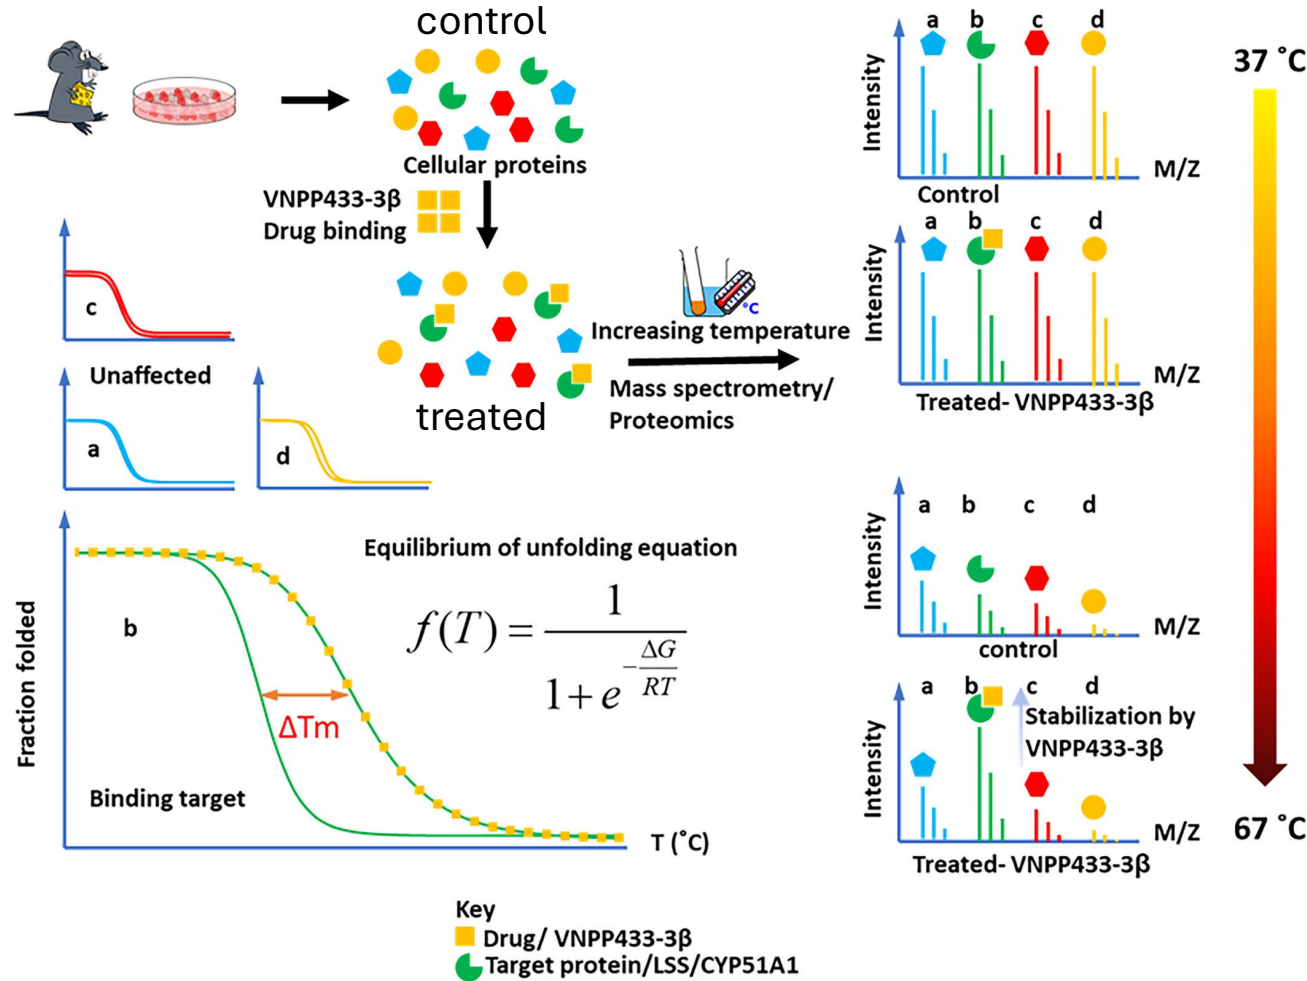 control
Cellular proteins
VNPP433-3β
Drug binding
treated
°C
Increasing temperature
Mass spectrometry/
Proteomics
c
Unaffected
a
d
Fraction folded
b
Equilibrium of unfolding equation
f(T) = 1 / (1 + e^(-ΔG/RT))
ΔTm
Binding target
T (˚C)
a b c d
Intensity
M/Z
Control
a b c d
Intensity
M/Z
Treated- VNPP433-3β
a b c d
Intensity
M/Z
control
a b c d
Intensity
Stabilization by
VNPP433-3β
M/Z
Treated- VNPP433-3β
37 ˚C
67 ˚C
Key
Drug/ VNPP433-3β
Target protein/LSS/CYP51A1